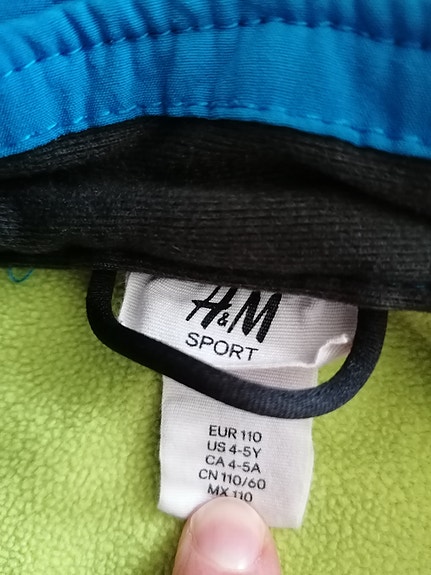 H&M
SPORT
EUR 110
US 4-5Y
CA 4-5A
CN 110/60
MX 110